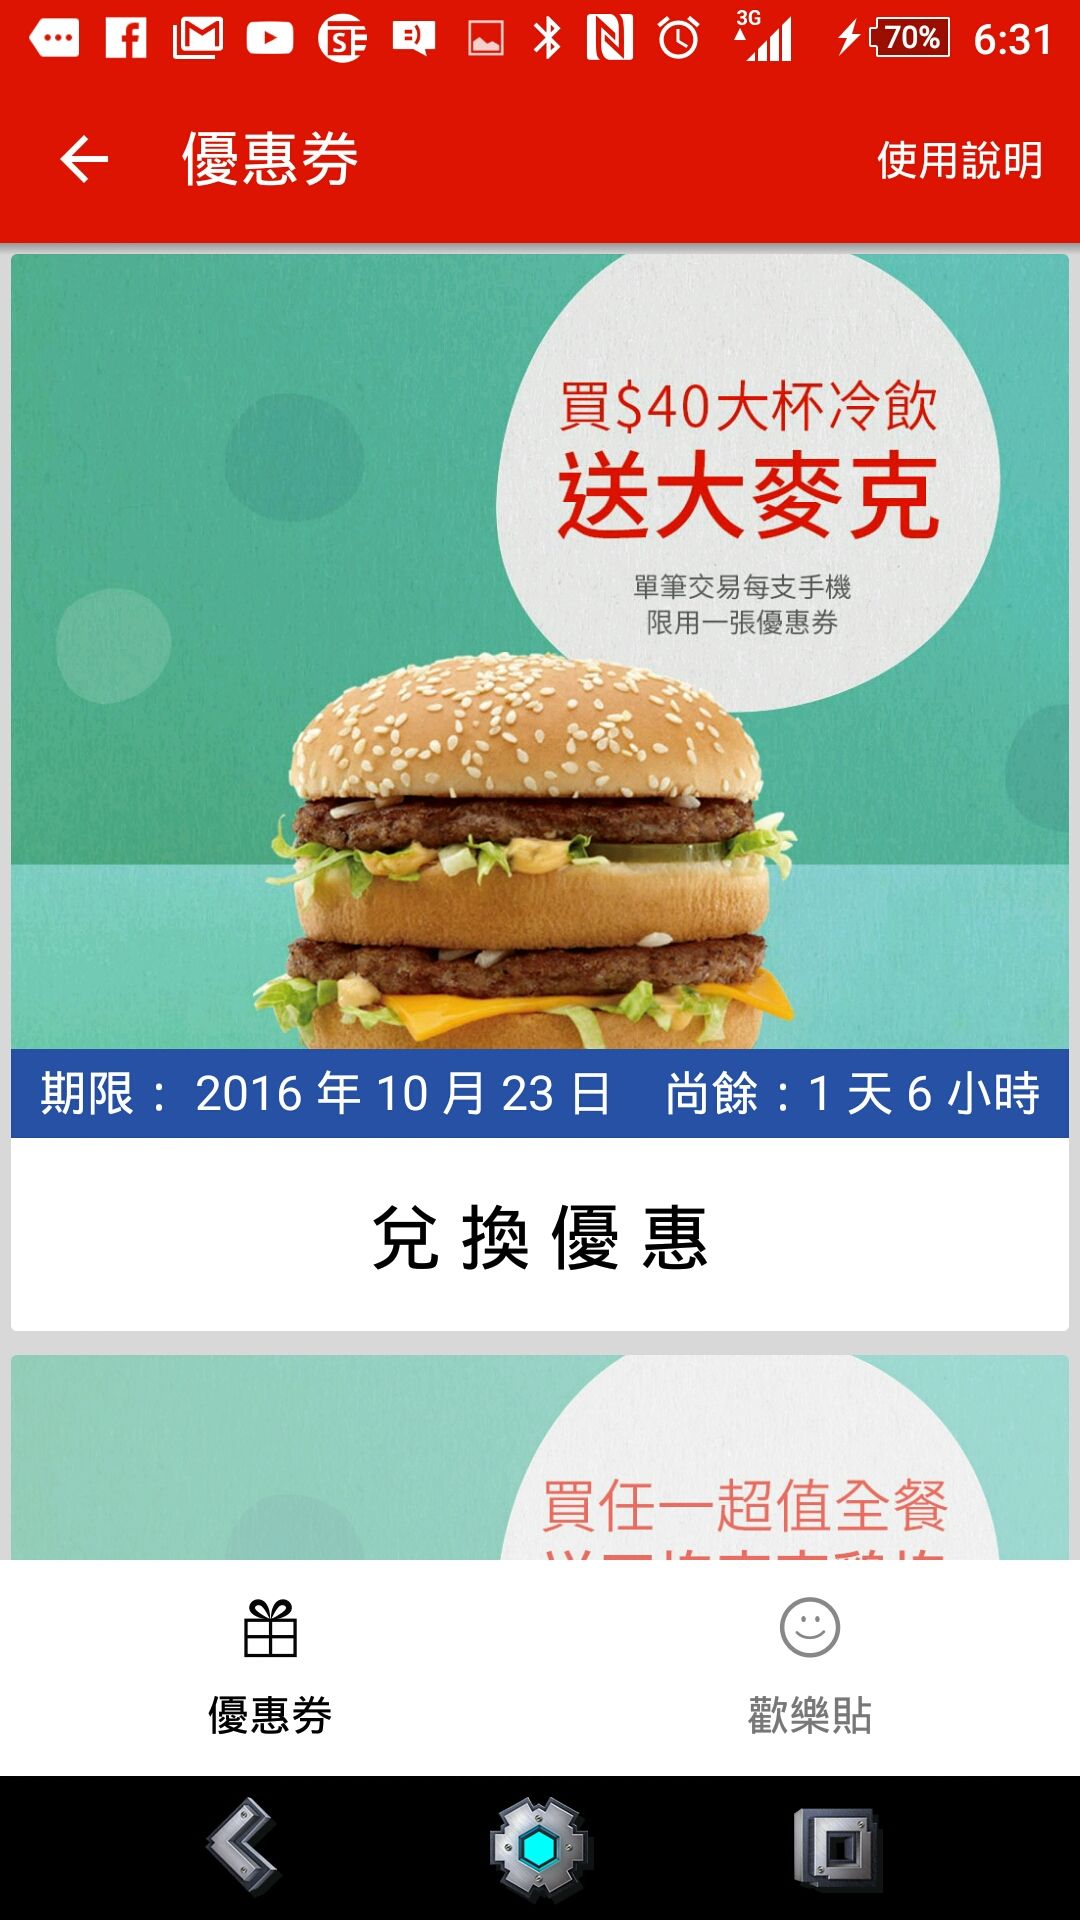 3G
70%
6:31
優惠券
使用說明
買$40大杯冷飲
送大麥克
單筆交易每支手機
限用一張優惠券
期限： 2016 年 10 月 23 日 尚餘：1 天 6 小時
兌換優惠
買任一超值全餐
優惠券
歡樂貼